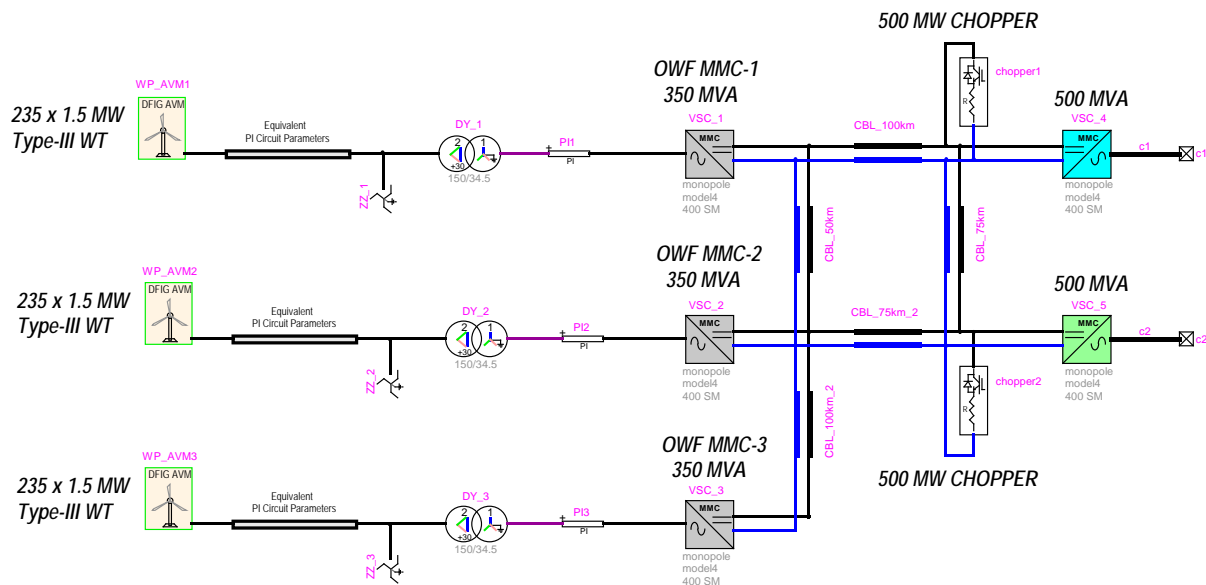 500 MW CHOPPER
WP_AVM1
DFIG AVM
235 x 1.5 MW
Type-III WT
Equivalent
PI Circuit Parameters
ZZ_1
DY_1
2
1
+30
150/34.5
PI1
+
PI
OWF MMC-1
350 MVA
VSC_1
MMC
monopole
model4
400 SM
CBL_100km
chopper1
R
500 MVA
VSC_4
MMC
monopole
model4
400 SM
c1
c1
CBL_50km
CBL_75km
WP_AVM2
DFIG AVM
235 x 1.5 MW
Type-III WT
Equivalent
PI Circuit Parameters
ZZ_2
DY_2
2
1
+30
150/34.5
PI2
+
PI
OWF MMC-2
350 MVA
VSC_2
MMC
monopole
model4
400 SM
CBL_75km_2
500 MVA
VSC_5
MMC
monopole
model4
400 SM
c2
c2
chopper2
R
500 MW CHOPPER
CBL_100km_2
WP_AVM3
DFIG AVM
235 x 1.5 MW
Type-III WT
Equivalent
PI Circuit Parameters
ZZ_3
DY_3
2
1
+30
150/34.5
PI3
+
PI
OWF MMC-3
350 MVA
VSC_3
MMC
monopole
model4
400 SM